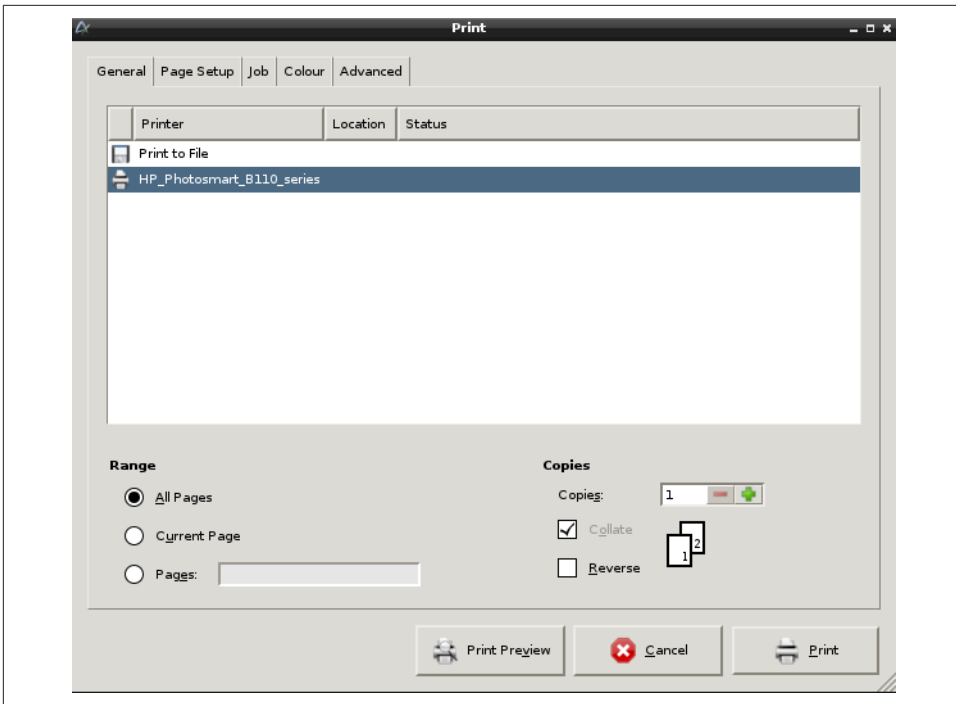 Print
General Page Setup Job Colour Advanced
Printer Location Status
Print to File
HP_Photosmart_B110_series
Range
All Pages
Current Page
Pages:
Copies
Copies: 1
Collate
Reverse
1 2
Print Preview Cancel Print